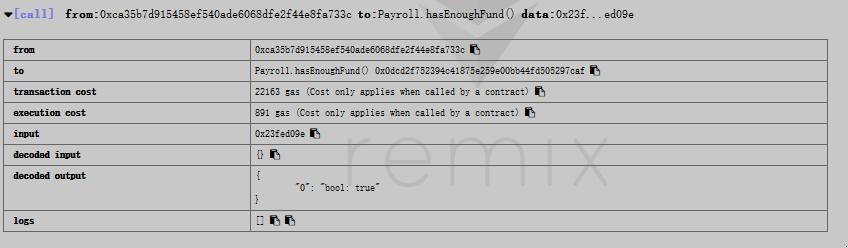 [call] from:0xca35b7d915458ef540ade6068dfe2f44e8fa733c to:Payroll.hasEnoughFund() data:0x23f...ed09e
from 0xca35b7d915458ef540ade6068dfe2f44e8fa733c
to Payroll.hasEnoughFund() 0x0dcd2f752394c41875e259e00bb44fd505297caf
transaction cost 22163 gas (Cost only applies when called by a contract)
execution cost 891 gas (Cost only applies when called by a contract)
input 0x23fed09e
decoded input {}
decoded output {
"0": "bool: true"
}
logs []
remix